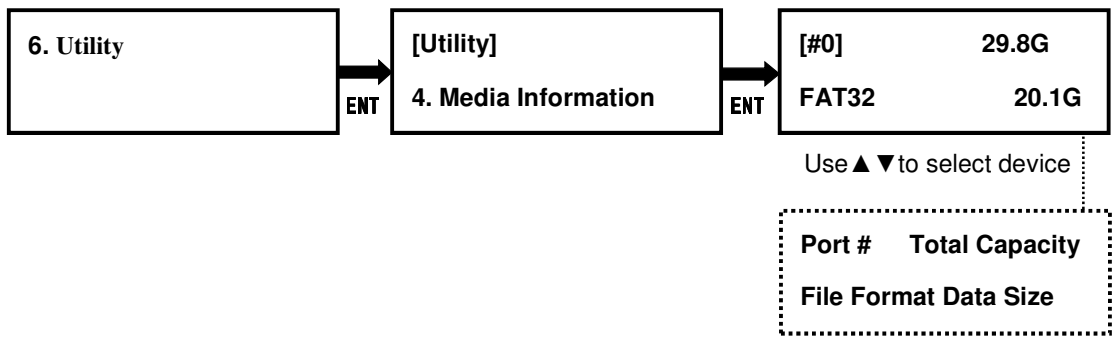 6. Utility
ENT
[Utility]
4. Media Information
ENT
[#0] 29.8G
FAT32 20.1G
Use▲▼to select device
Port # Total Capacity
File Format Data Size